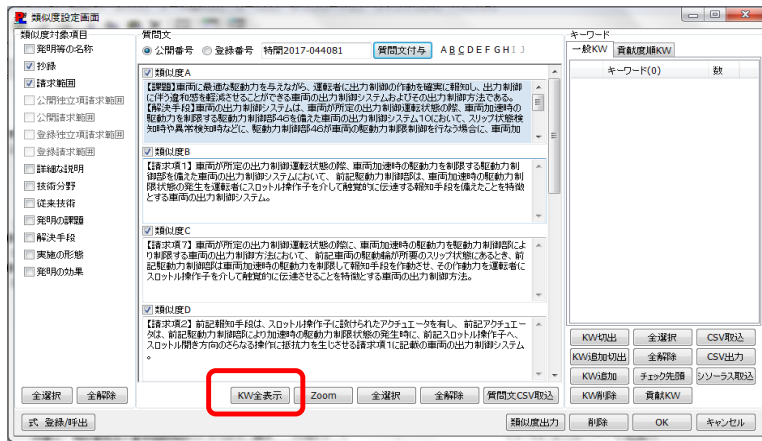 類似度設定画面
類似度対象項目
発明等の名称
抄録
請求範囲
公開独立項請求範囲
公開請求範囲
登録独立項請求範囲
登録請求範囲
詳細な説明
技術分野
従来技術
発明の課題
解決手段
実施の形態
発明の効果
全選択 全解除
式 登録/呼出
質問文
公開番号 登録番号 特開2017-044081 質問文付与 A B C D E F G H I J
類似度A
【課題】車両に最適な駆動力を与えながら、運転者に出力制御の作動を確実に報知し、出力制御
に伴う違和感を軽減させることができる車両の出力制御システムおよびその出力制御方法である。
【解決手段】車両の出力制御システムは、車両が所定の出力制御運転状態の際、車両加速時の
駆動力を制限する駆動力制御部46を備えた車両の出力制御システム10において、スリップ状態検
知時や異常検知時などに、駆動力制御部46が車両の駆動力制限制御を行なう場合に、車両加
類似度B
【請求項1】車両が所定の出力制御運転状態の際、車両加速時の駆動力を制限する駆動力制
御部を備えた車両の出力制御システムにおいて、 前記駆動力制御部は、車両加速時の駆動力制
限状態の発生を運転者にスロットル操作子を介して触覚的に伝達する報知手段を備えたことを特徴
とする車両の出力制御システム。
類似度C
【請求項7】車両が所定の出力制御運転状態の際に、車両加速時の駆動力を駆動力制御部によ
り制限する車両の出力制御方法において、 前記車両の駆動輪が所要のスリップ状態にあるとき、前
記駆動力制御部は車両加速時の駆動力を制限して報知手段を作動させ、その作動力を運転者に
スロットル操作子を介して触覚的に伝達させることを特徴とする車両の出力制御方法。
類似度D
【請求項2】前記報知手段は、スロットル操作子に設けられたアクチュエータを有し、 前記アクチュエー
タは、前記駆動力制御部により加速時の駆動力制限状態の発生時に、前記スロットル操作子へ、
スロットル開き方向のさらなる操作に抵抗力を生じさせる請求項1に記載の車両の出力制御システム
。
KW全表示 Zoom 全選択 全解除 質問文CSV取込
類似度出力
キーワード
一般KW 貢献度順KW
キーワード(0) 数
KW切出 全選択 CSV取込
KW追加切出 全解除 CSV出力
KW追加 チェック先頭 シソーラス取込
KW削除 貢献KW
削除 OK キャンセル